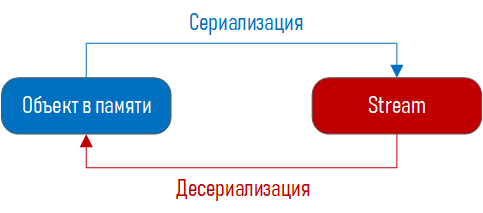 Сериализация
Объект в памяти
Stream
Десериализация